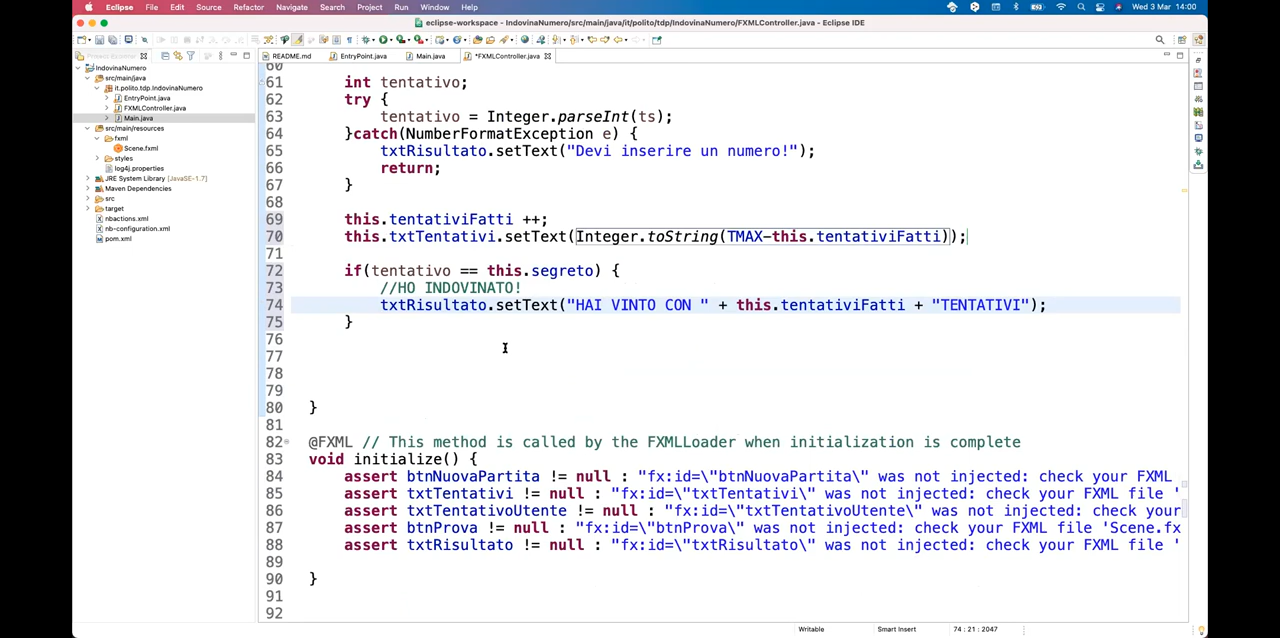 Eclipse File Edit Source Refactor Navigate Search Project Run Window Help Wed 3 Mar 14:00
eclipse-workspace - IndovinaNumero/src/main/java/it/polito/tdp/IndovinaNumero/FXMLController.java - Eclipse IDE
README.md EntryPoint.java Main.java *FXMLController.java
IndovinaNumero
src/main/java
it.polito.tdp.IndovinaNumero
EntryPoint.java
FXMLController.java
Main.java
src/main/resources
fxml
Scene.fxml
styles
log4j.properties
JRE System Library [JavaSE-1.7]
Maven Dependencies
src
target
nbactions.xml
nb-configuration.xml
pom.xml
60
61 int tentativo;
62 try {
63 tentativo = Integer.parseInt(ts);
64 }catch(NumberFormatException e) {
65 txtRisultato.setText("Devi inserire un numero!");
66 return;
67 }
68
69 this.tentativiFatti ++;
70 this.txtTentativi.setText(Integer.toString(TMAX-this.tentativiFatti));
71
72 if(tentativo == this.segreto) {
73 //HO INDOVINATO!
74 txtRisultato.setText("HAI VINTO CON " + this.tentativiFatti + "TENTATIVI");
75 }
76
77
78
79
80 }
81
82 @FXML // This method is called by the FXMLLoader when initialization is complete
83 void initialize() {
84 assert btnNuovaPartita != null : "fx:id=\"btnNuovaPartita\" was not injected: check your FXML
85 assert txtTentativi != null : "fx:id=\"txtTentativi\" was not injected: check your FXML file '
86 assert txtTentativoUtente != null : "fx:id=\"txtTentativoUtente\" was not injected: check your
87 assert btnProva != null : "fx:id=\"btnProva\" was not injected: check your FXML file 'Scene.fx
88 assert txtRisultato != null : "fx:id=\"txtRisultato\" was not injected: check your FXML file '
89
90 }
91
92
Writable Smart Insert 74 : 21 : 2047